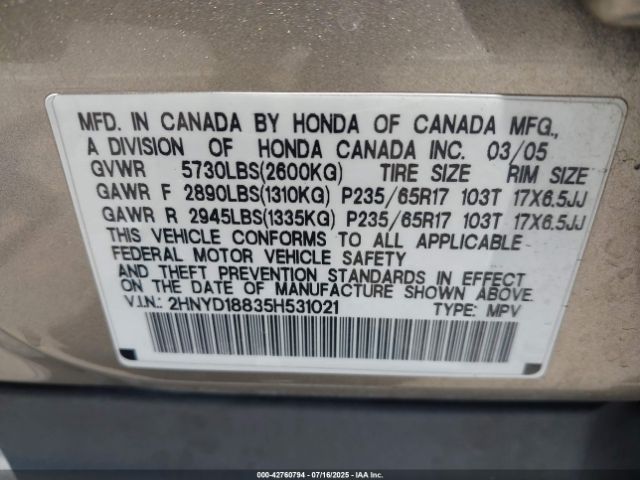 MFD. IN CANADA BY HONDA OF CANADA MFG.,
A DIVISION OF HONDA CANADA INC. 03/05
GVWR 5730LBS(2600KG) TIRE SIZE RIM SIZE
GAWR F 2890LBS(1310KG) P235/65R17 103T 17X6.5JJ
GAWR R 2945LBS(1335KG) P235/65R17 103T 17X6.5JJ
THIS VEHICLE CONFORMS TO ALL APPLICABLE
FEDERAL MOTOR VEHICLE SAFETY AND
THEFT PREVENTION STANDARDS IN EFFECT
ON THE DATE OF MANUFACTURE SHOWN ABOVE.
V.I.N.: 2HNYD18835H531021 TYPE: MPV
000-42760794 - 07/16/2025 - IAA Inc.